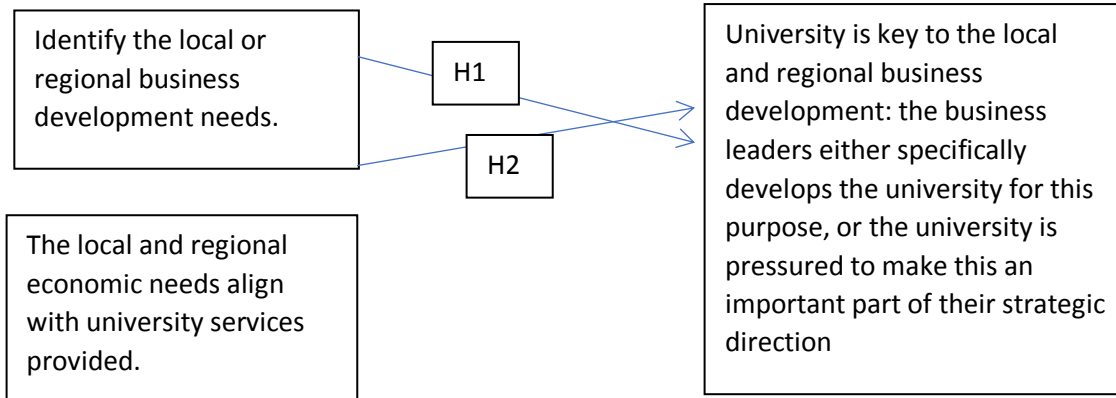 Identify the local or
regional business
development needs.
H1
H2
The local and regional
economic needs align
with university services
provided.
University is key to the local
and regional business
development: the business
leaders either specifically
develops the university for this
purpose, or the university is
pressured to make this an
important part of their strategic
direction